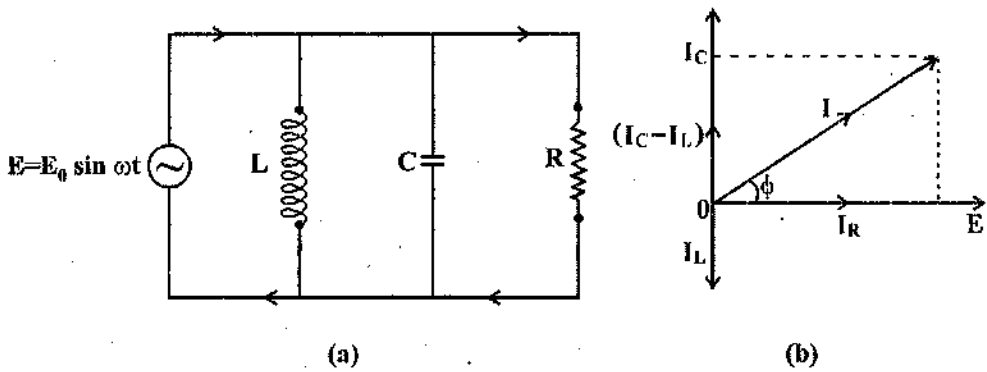 E=E₀ sin ωt
L
C
R
(a)
I_C
I
(I_C−I_L)
ϕ
0
I_R
E
I_L
(b)